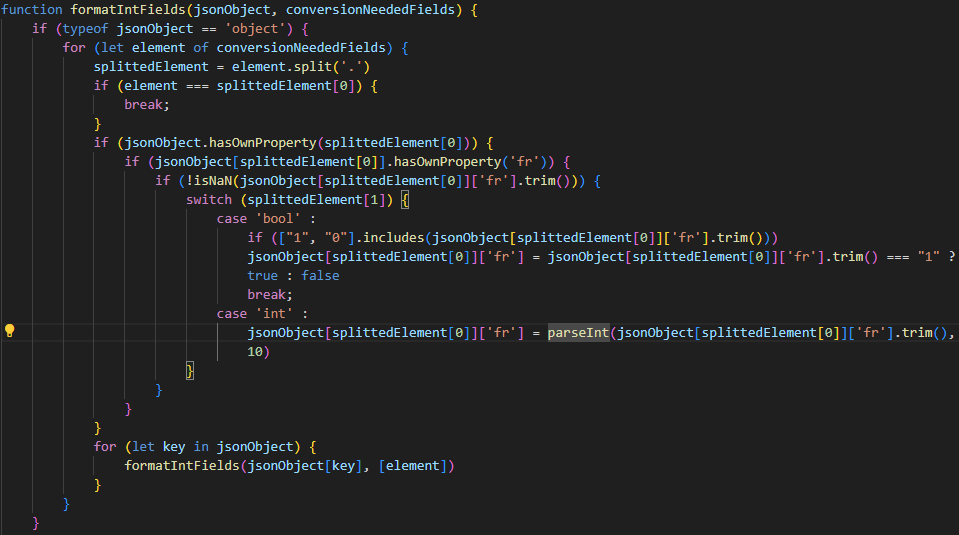 function formatIntFields(jsonObject, conversionNeededFields) {
    if (typeof jsonObject == 'object') {
        for (let element of conversionNeededFields) {
            splittedElement = element.split('.')
            if (element === splittedElement[0]) {
                break;
            }
            if (jsonObject.hasOwnProperty(splittedElement[0])) {
                if (jsonObject[splittedElement[0]].hasOwnProperty('fr')) {
                    if (!isNaN(jsonObject[splittedElement[0]]['fr'].trim())) {
                        switch (splittedElement[1]) {
                            case 'bool' :
                                if (["1", "0"].includes(jsonObject[splittedElement[0]]['fr'].trim()))
                                jsonObject[splittedElement[0]]['fr'] = jsonObject[splittedElement[0]]['fr'].trim() === "1" ?
                                true : false
                                break;
                            case 'int' :
                                jsonObject[splittedElement[0]]['fr'] = parseInt(jsonObject[splittedElement[0]]['fr'].trim(),
                                10)
                        }
                    }
                }
            }
            for (let key in jsonObject) {
                formatIntFields(jsonObject[key], [element])
            }
        }
    }